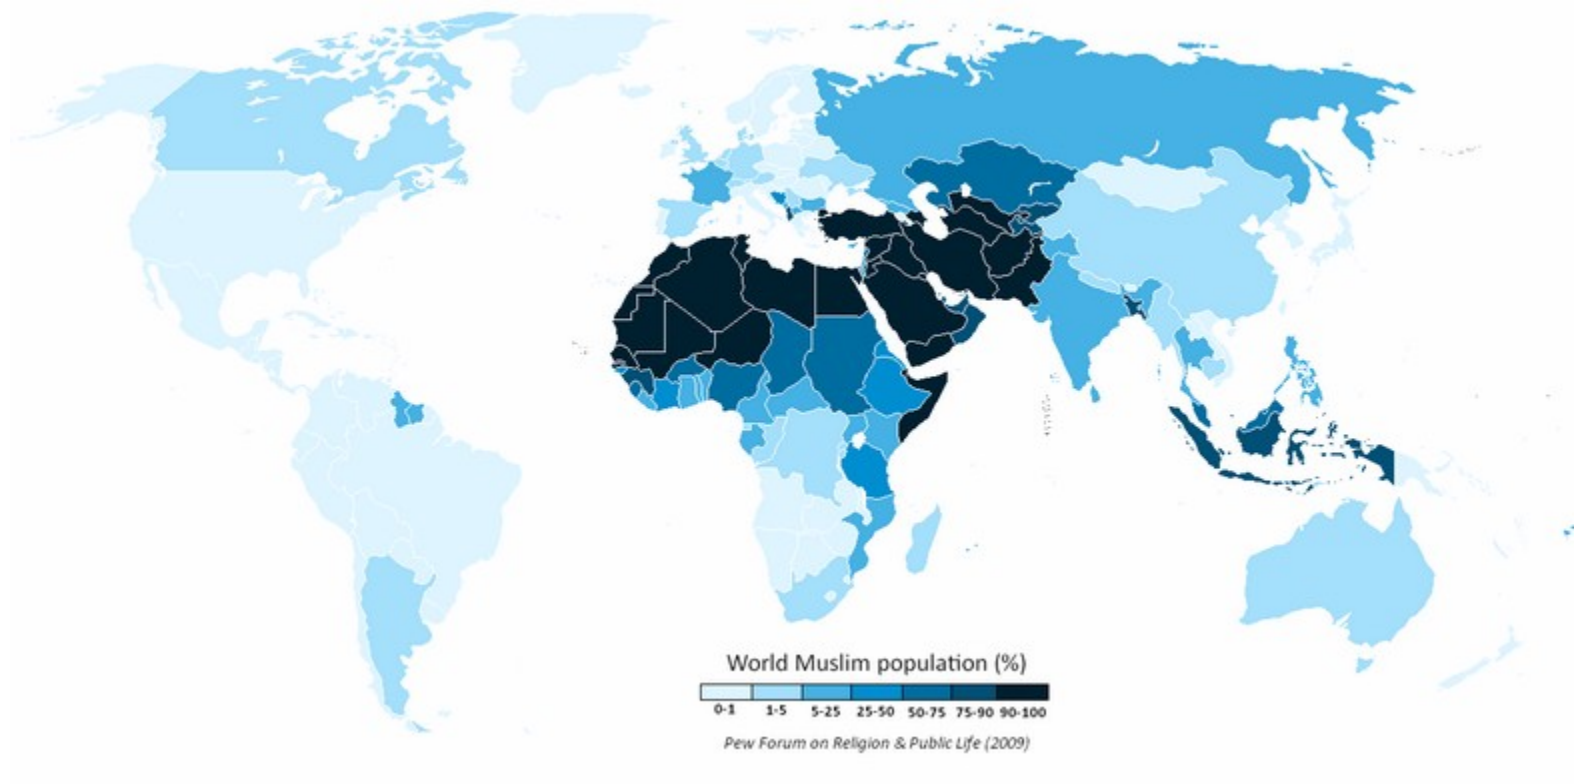 World Muslim population (%)
0-1 1-5 5-25 25-50 50-75 75-90 90-100
Pew Forum on Religion & Public Life (2009)